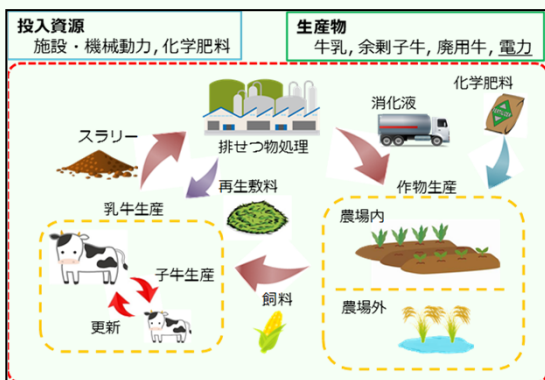 投入資源
施設・機械動力, 化学肥料
生産物
牛乳, 余剰子牛, 廃用牛, 電力
化学肥料
消化液
スラリー
排せつ物処理
再生敷料
作物生産
乳牛生産
農場内
子牛生産
飼料
農場外
更新